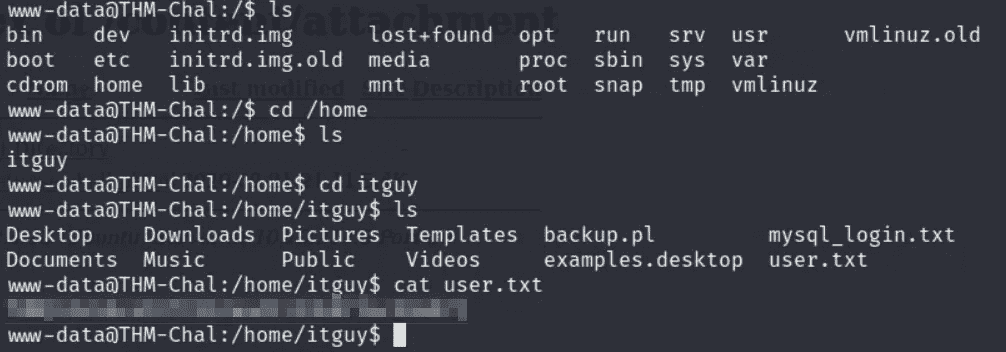 www-data@THM-Chal:/$ ls
bin dev initrd.img lost+found opt run srv usr vmlinuz.old
boot etc initrd.img.old media proc sbin sys var
cdrom home lib mnt root snap tmp vmlinuz
www-data@THM-Chal:/$ cd /home
www-data@THM-Chal:/home$ ls
itguy
www-data@THM-Chal:/home$ cd itguy
www-data@THM-Chal:/home/itguy$ ls
Desktop Downloads Pictures Templates backup.pl mysql_login.txt
Documents Music Public Videos examples.desktop user.txt
www-data@THM-Chal:/home/itguy$ cat user.txt
www-data@THM-Chal:/home/itguy$